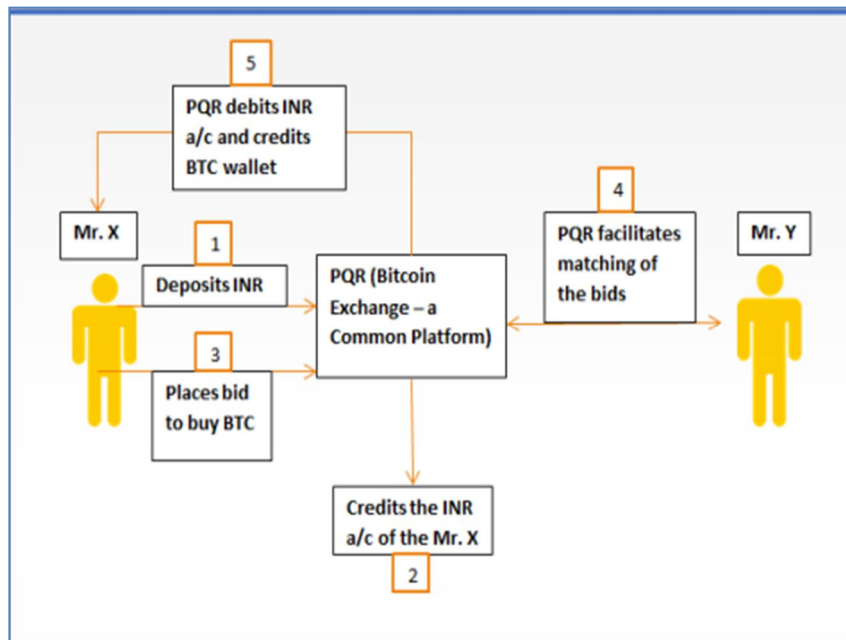 5
PQR debits INR
a/c and credits
BTC wallet
Mr. X
1
Deposits INR
3
Places bid
to buy BTC
PQR (Bitcoin
Exchange – a
Common Platform)
4
PQR facilitates
matching of
the bids
Mr. Y
Credits the INR
a/c of the Mr. X
2